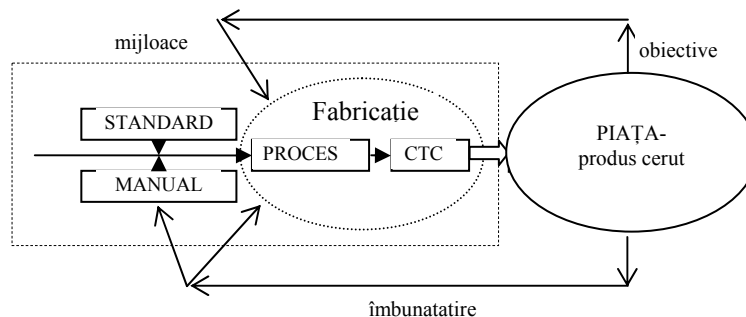 mijloace
obiective
Fabricație
STANDARD
PIAȚA-
produs cerut
PROCES
CTC
MANUAL
îmbunatatire